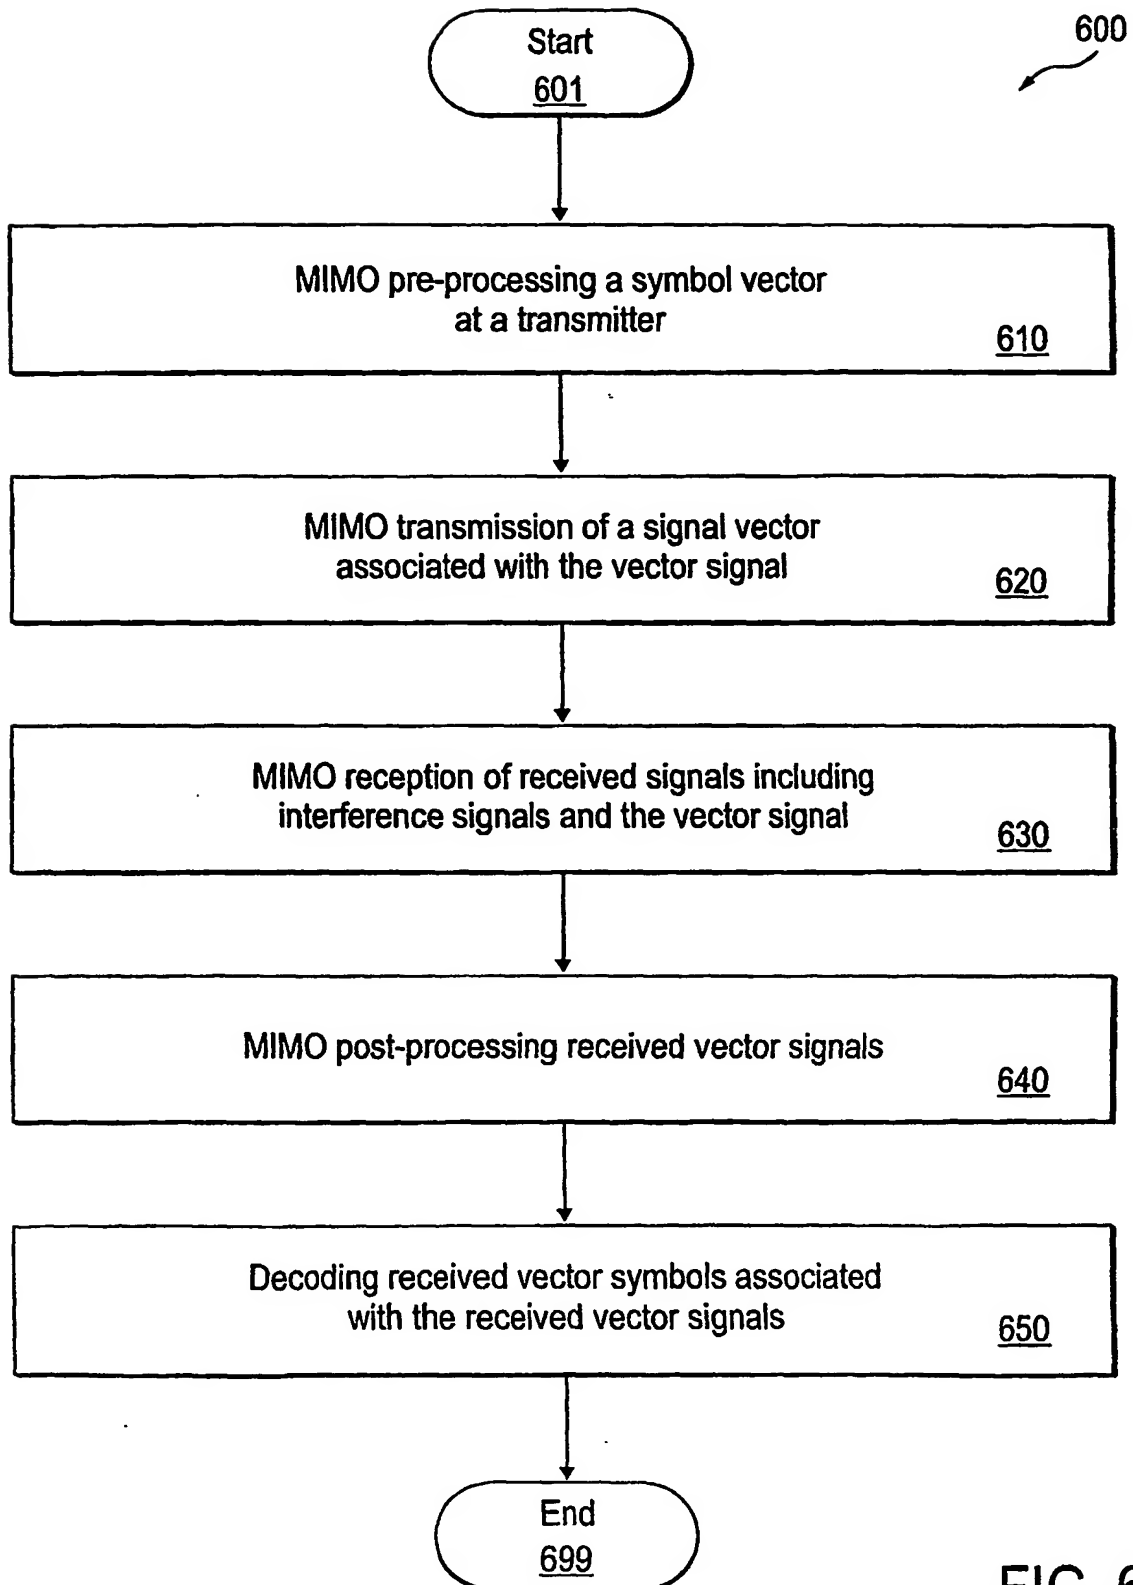 Start
601
600
MIMO pre-processing a symbol vector
at a transmitter
610
MIMO transmission of a signal vector
associated with the vector signal
620
MIMO reception of received signals including
interference signals and the vector signal
630
MIMO post-processing received vector signals
640
Decoding received vector symbols associated
with the received vector signals
650
End
699
FIG. 6